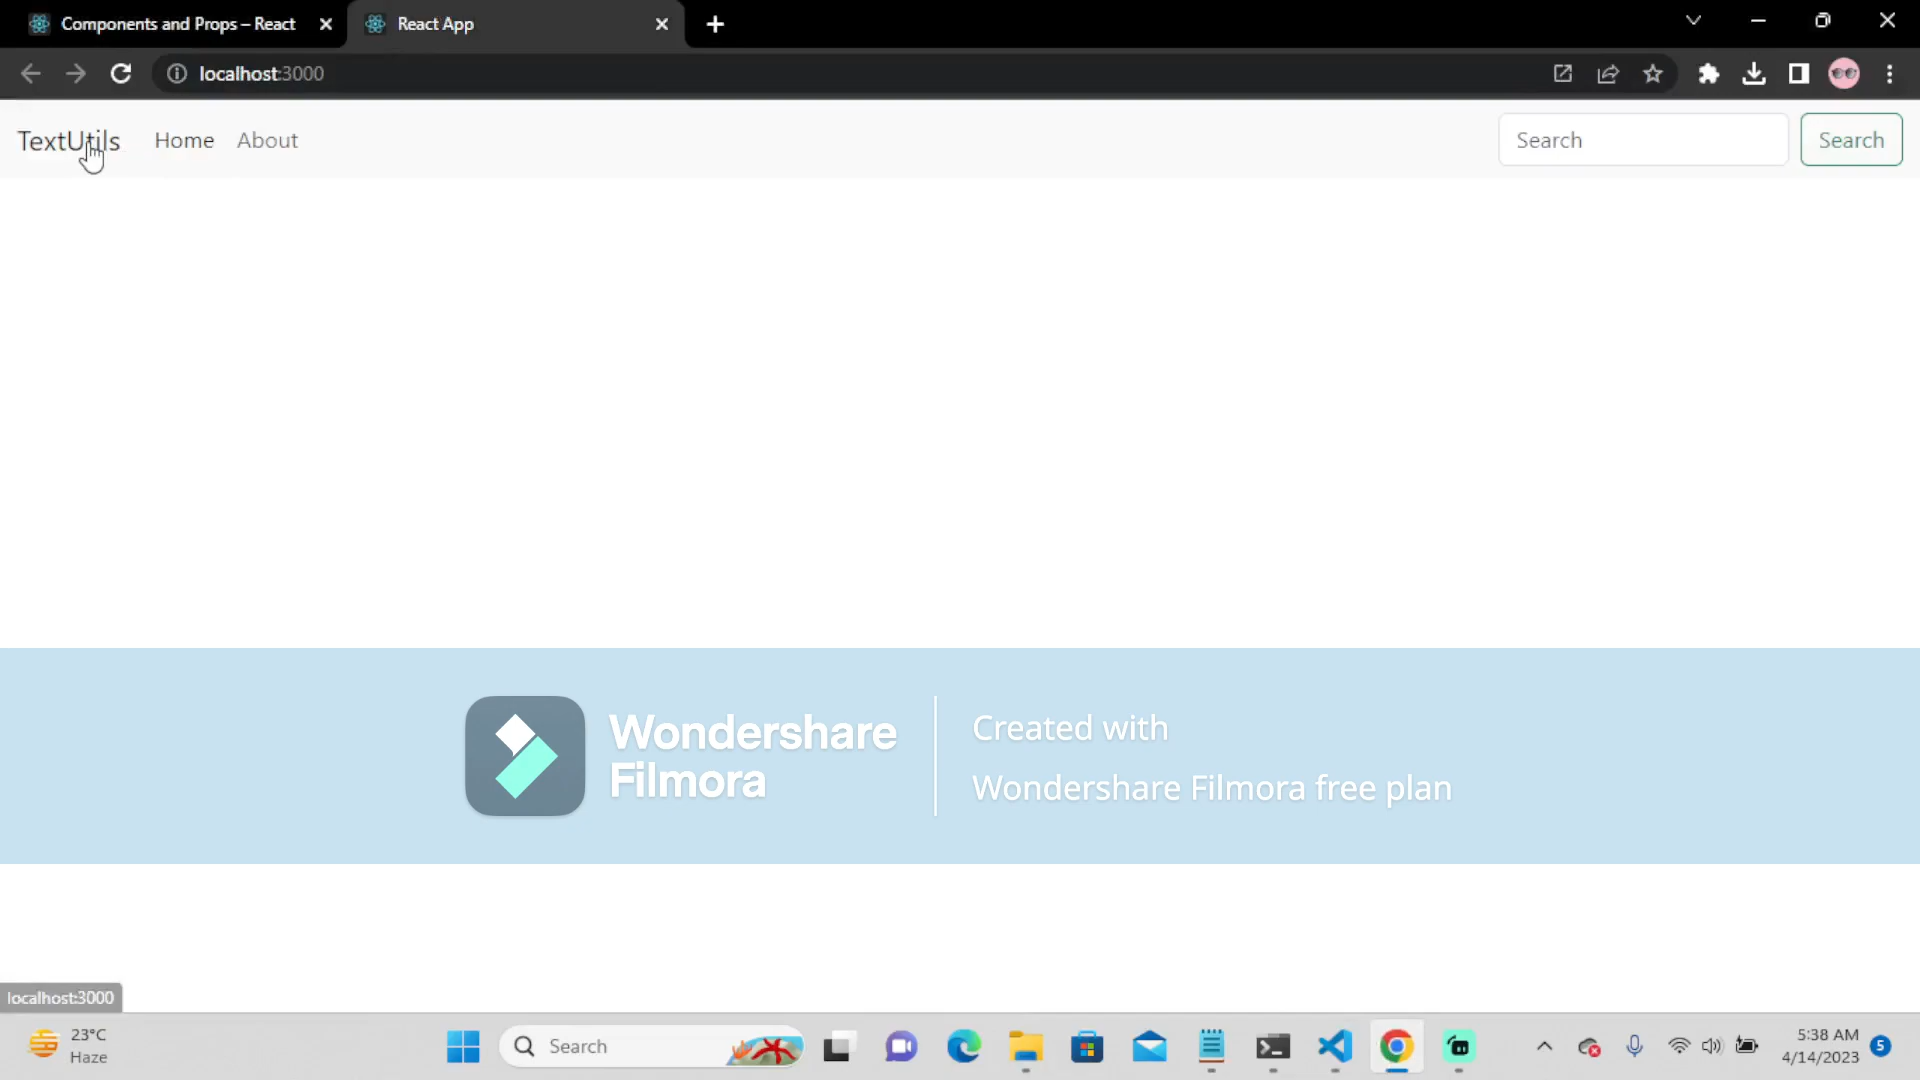 Components and Props – React
React App
localhost:3000
TextUtils
Home
About
Search
Search
Wondershare
Filmora
Created with
Wondershare Filmora free plan
localhost:3000
23°C
Haze
Search
5:38 AM
4/14/2023
5